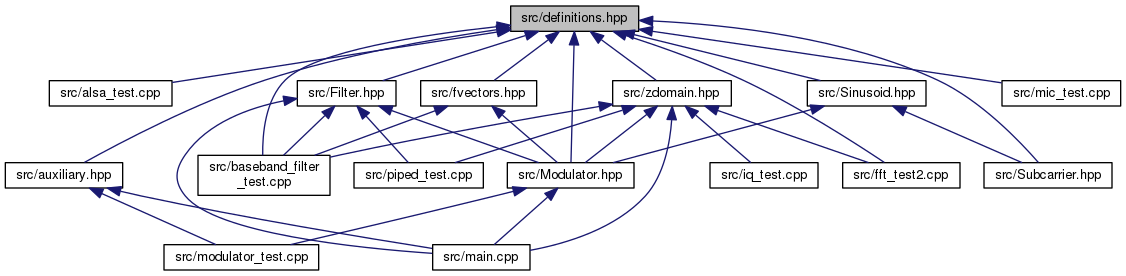 src/definitions.hpp
src/alsa_test.cpp
src/Filter.hpp
src/fvectors.hpp
src/zdomain.hpp
src/Sinusoid.hpp
src/mic_test.cpp
src/auxiliary.hpp
src/baseband_filter
_test.cpp
src/piped_test.cpp
src/Modulator.hpp
src/iq_test.cpp
src/fft_test2.cpp
src/Subcarrier.hpp
src/modulator_test.cpp
src/main.cpp